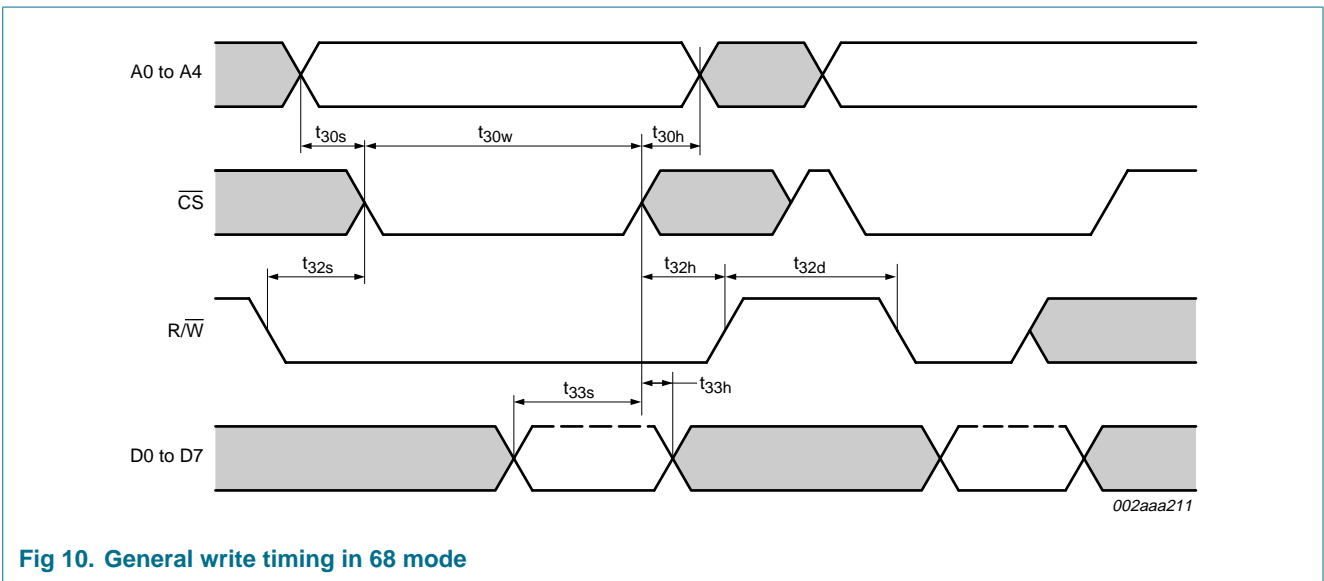 A0 to A4
t30s
t30w
t30h
CS
t32s
t32h
t32d
R/W
t33s
t33h
D0 to D7
002aaa211
Fig 10. General write timing in 68 mode